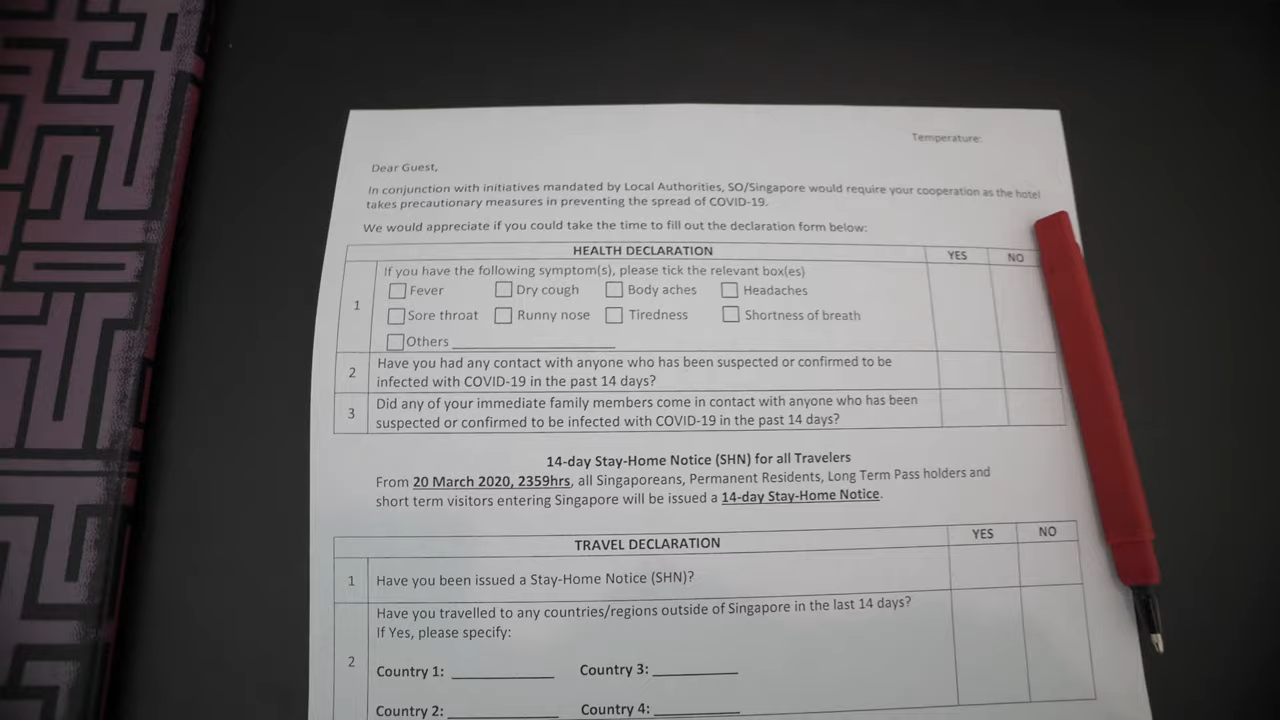 Temperature:
Dear Guest,
In conjunction with initiatives mandated by Local Authorities, SO/Singapore would require your cooperation as the hotel
takes precautionary measures in preventing the spread of COVID-19.
We would appreciate if you could take the time to fill out the declaration form below:
HEALTH DECLARATION YES NO
1 If you have the following symptom(s), please tick the relevant box(es)
Fever Dry cough Body aches Headaches
Sore throat Runny nose Tiredness Shortness of breath
Others
2 Have you had any contact with anyone who has been suspected or confirmed to be
infected with COVID-19 in the past 14 days?
3 Did any of your immediate family members come in contact with anyone who has been
suspected or confirmed to be infected with COVID-19 in the past 14 days?
14-day Stay-Home Notice (SHN) for all Travelers
From 20 March 2020, 2359hrs, all Singaporeans, Permanent Residents, Long Term Pass holders and
short term visitors entering Singapore will be issued a 14-day Stay-Home Notice.
TRAVEL DECLARATION YES NO
1 Have you been issued a Stay-Home Notice (SHN)?
2 Have you travelled to any countries/regions outside of Singapore in the last 14 days?
If Yes, please specify:
Country 1: Country 3:
Country 2: Country 4: